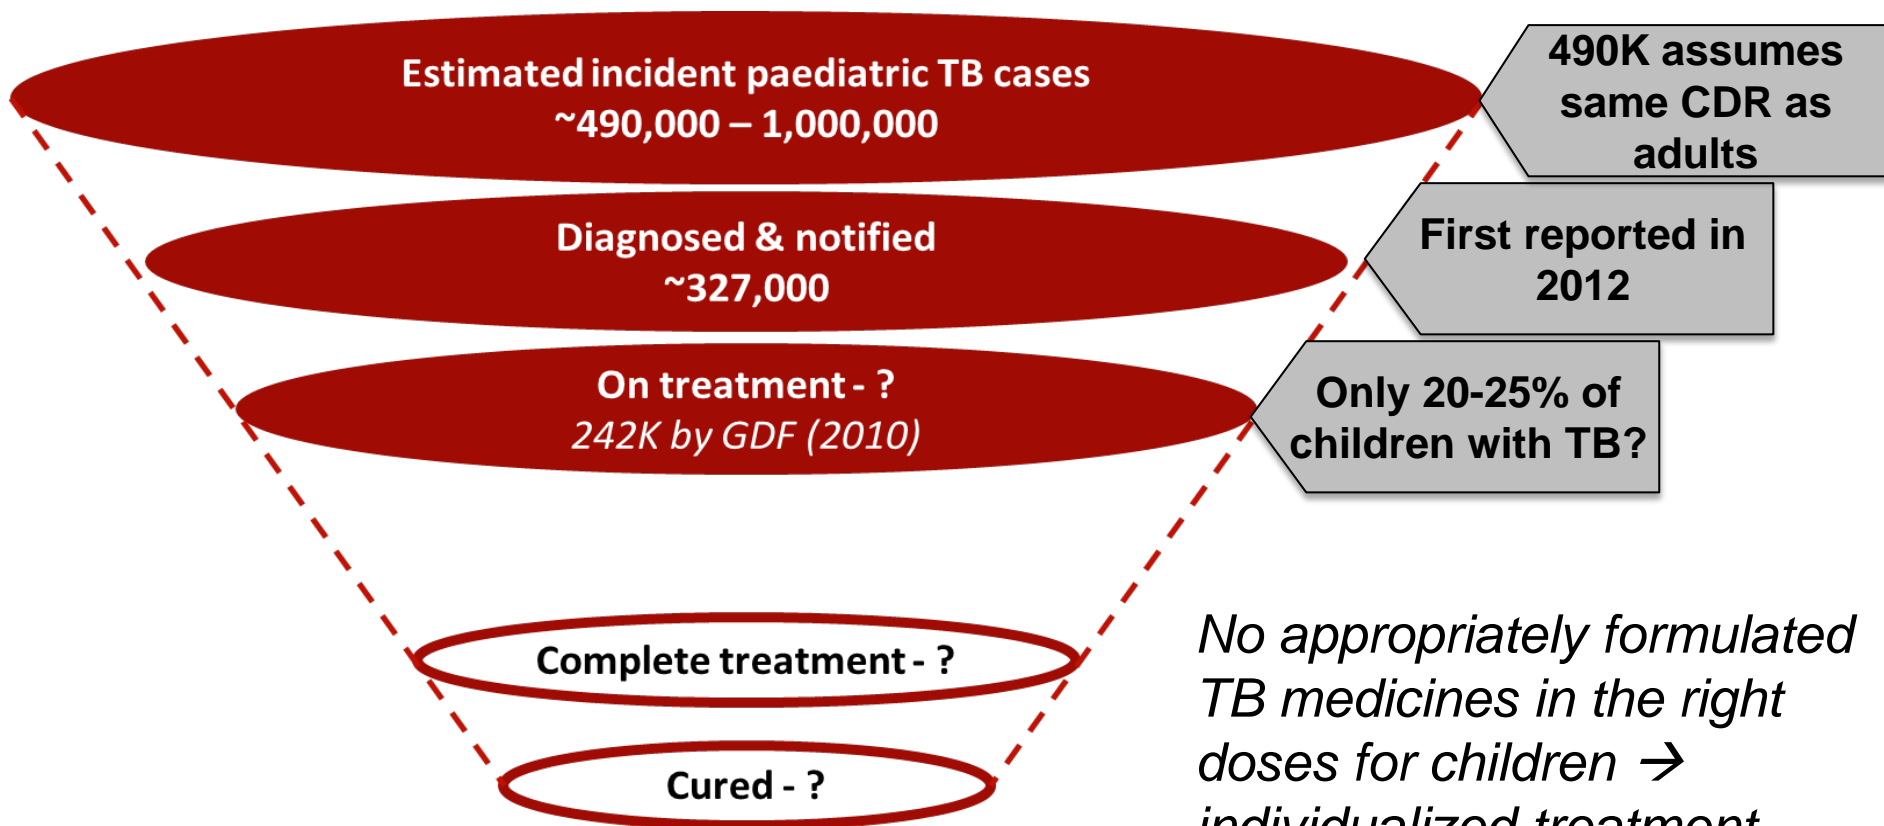 Estimated incident paediatric TB cases
~490,000 – 1,000,000
490K assumes
same CDR as
adults
Diagnosed & notified
~327,000
First reported in
2012
On treatment - ?
242K by GDF (2010)
Only 20-25% of
children with TB?
Complete treatment - ?
Cured - ?
No appropriately formulated
TB medicines in the right
doses for children →
individualized treatment